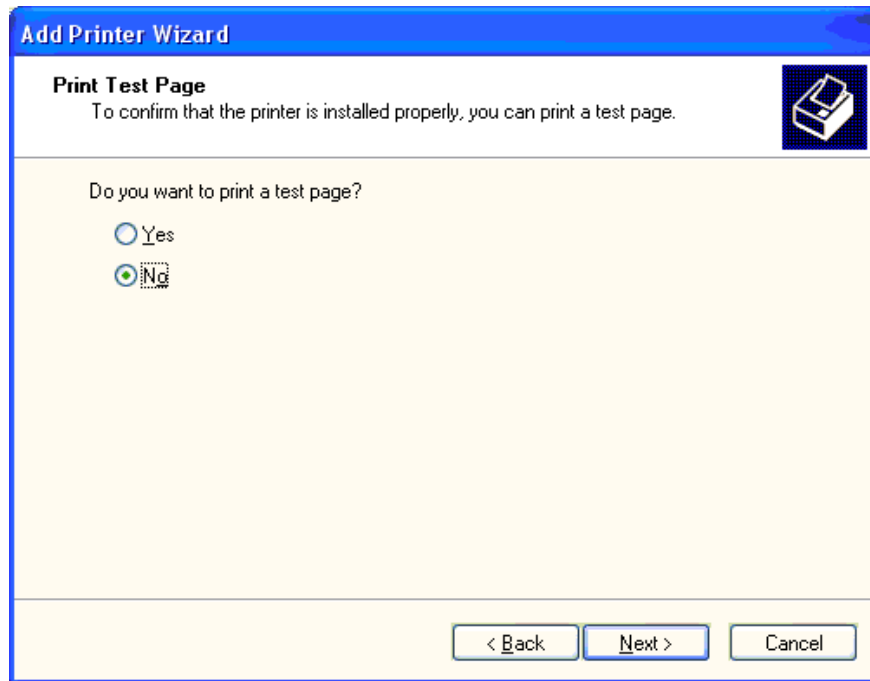 Add Printer Wizard
Print Test Page
To confirm that the printer is installed properly, you can print a test page.
Do you want to print a test page?
Yes
No
< Back Next > Cancel